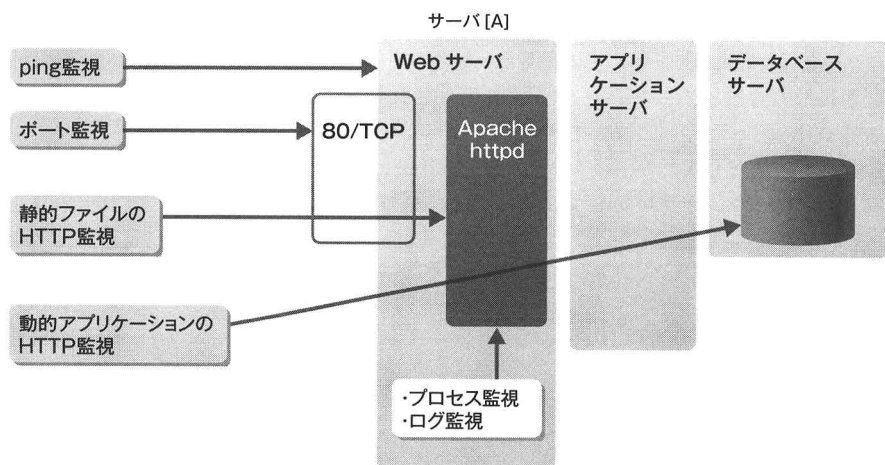 サーバ[A]
ping監視
Webサーバ
アプリ
ケーション
サーバ
データベース
サーバ
ポート監視
80/TCP
Apache
httpd
静的ファイルの
HTTP監視
動的アプリケーションの
HTTP監視
・プロセス監視
・ログ監視